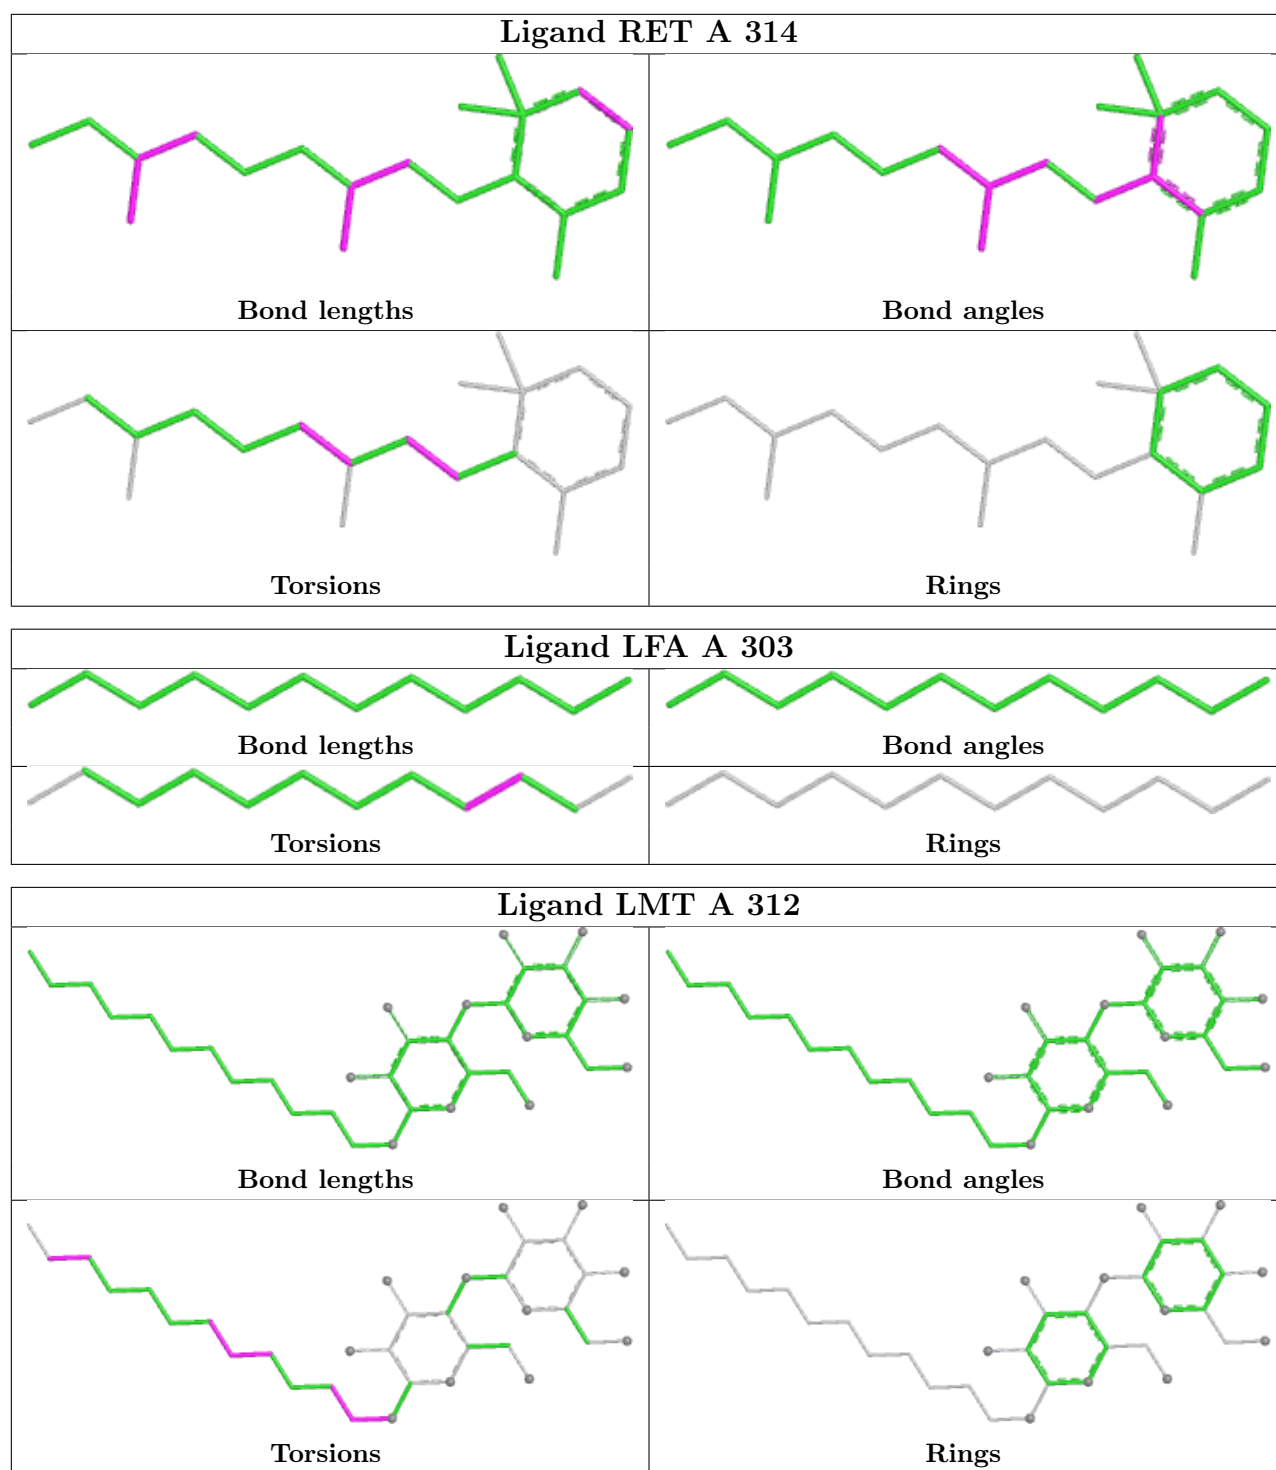 Ligand RET A 314
Bond lengths
Bond angles
Torsions
Rings
Ligand LFA A 303
Bond lengths
Bond angles
Torsions
Rings
Ligand LMT A 312
Bond lengths
Bond angles
Torsions
Rings